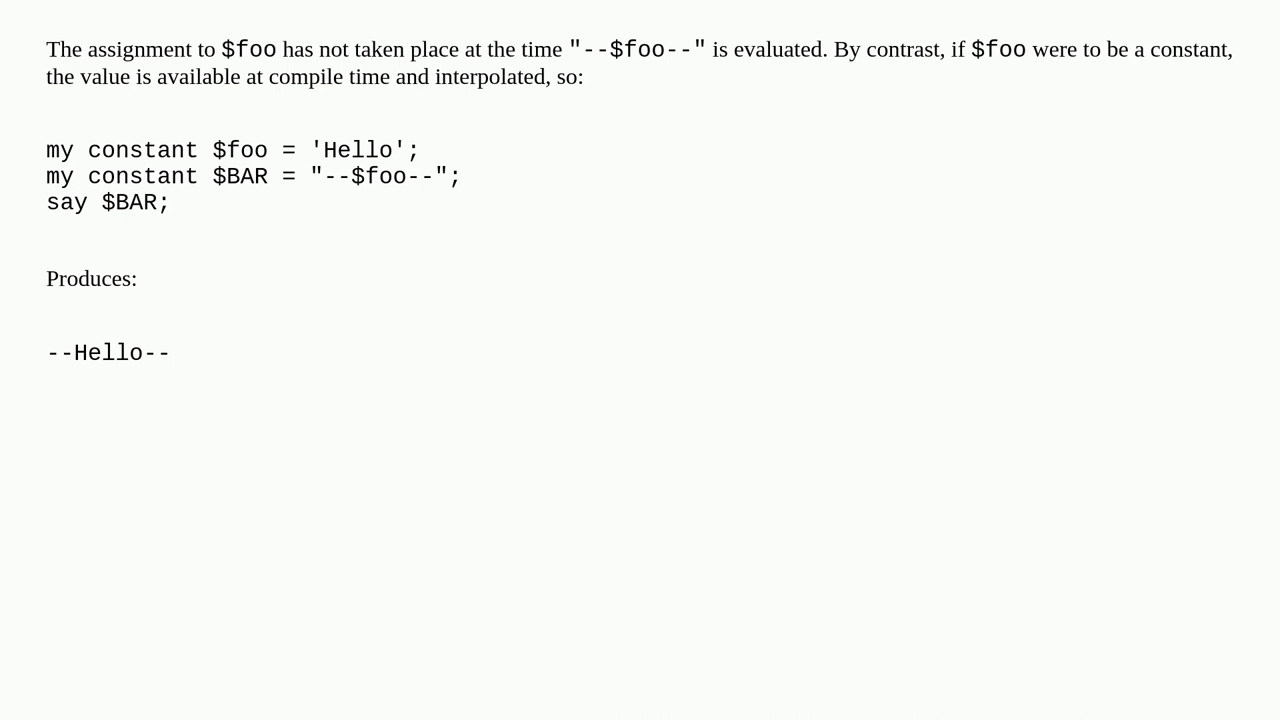 The assignment to $foo has not taken place at the time "--$foo--" is evaluated. By contrast, if $foo were to be a constant,
the value is available at compile time and interpolated, so:
my constant $foo = 'Hello';
my constant $BAR = "--$foo--";
say $BAR;
Produces:
--Hello--